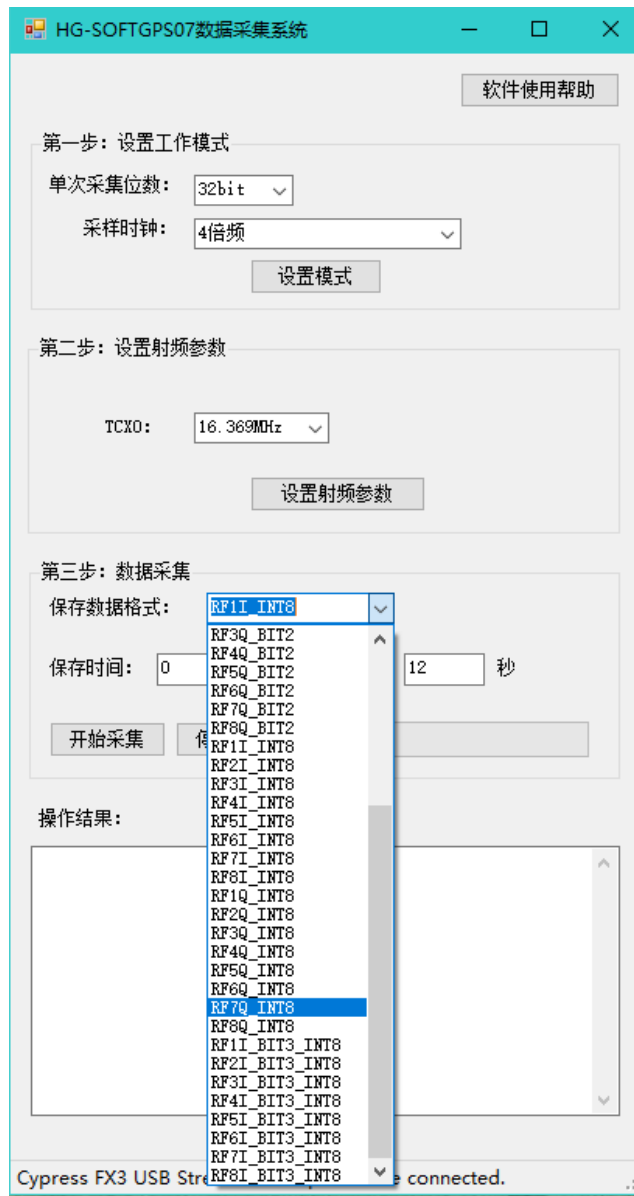 HG-SOFTGPS07数据采集系统
软件使用帮助
第一步：设置工作模式
单次采集位数：
32bit
采样时钟：
4倍频
设置模式
第二步：设置射频参数
TCXO：
16.369MHz
设置射频参数
第三步：数据采集
保存数据格式：
RF1I_INT8
保存时间：
0
12
秒
开始采集
RF3Q_BIT2
RF4Q_BIT2
RF5Q_BIT2
RF6Q_BIT2
RF7Q_BIT2
RF8Q_BIT2
RF1I_INT8
RF2I_INT8
RF3I_INT8
RF4I_INT8
RF5I_INT8
RF6I_INT8
RF7I_INT8
RF8I_INT8
RF1Q_INT8
RF2Q_INT8
RF3Q_INT8
RF4Q_INT8
RF5Q_INT8
RF6Q_INT8
RF7Q_INT8
RF8Q_INT8
RF1I_BIT3_INT8
RF2I_BIT3_INT8
RF3I_BIT3_INT8
RF4I_BIT3_INT8
RF5I_BIT3_INT8
RF6I_BIT3_INT8
RF7I_BIT3_INT8
RF8I_BIT3_INT8
操作结果：
Cypress FX3 USB Stre
connected.